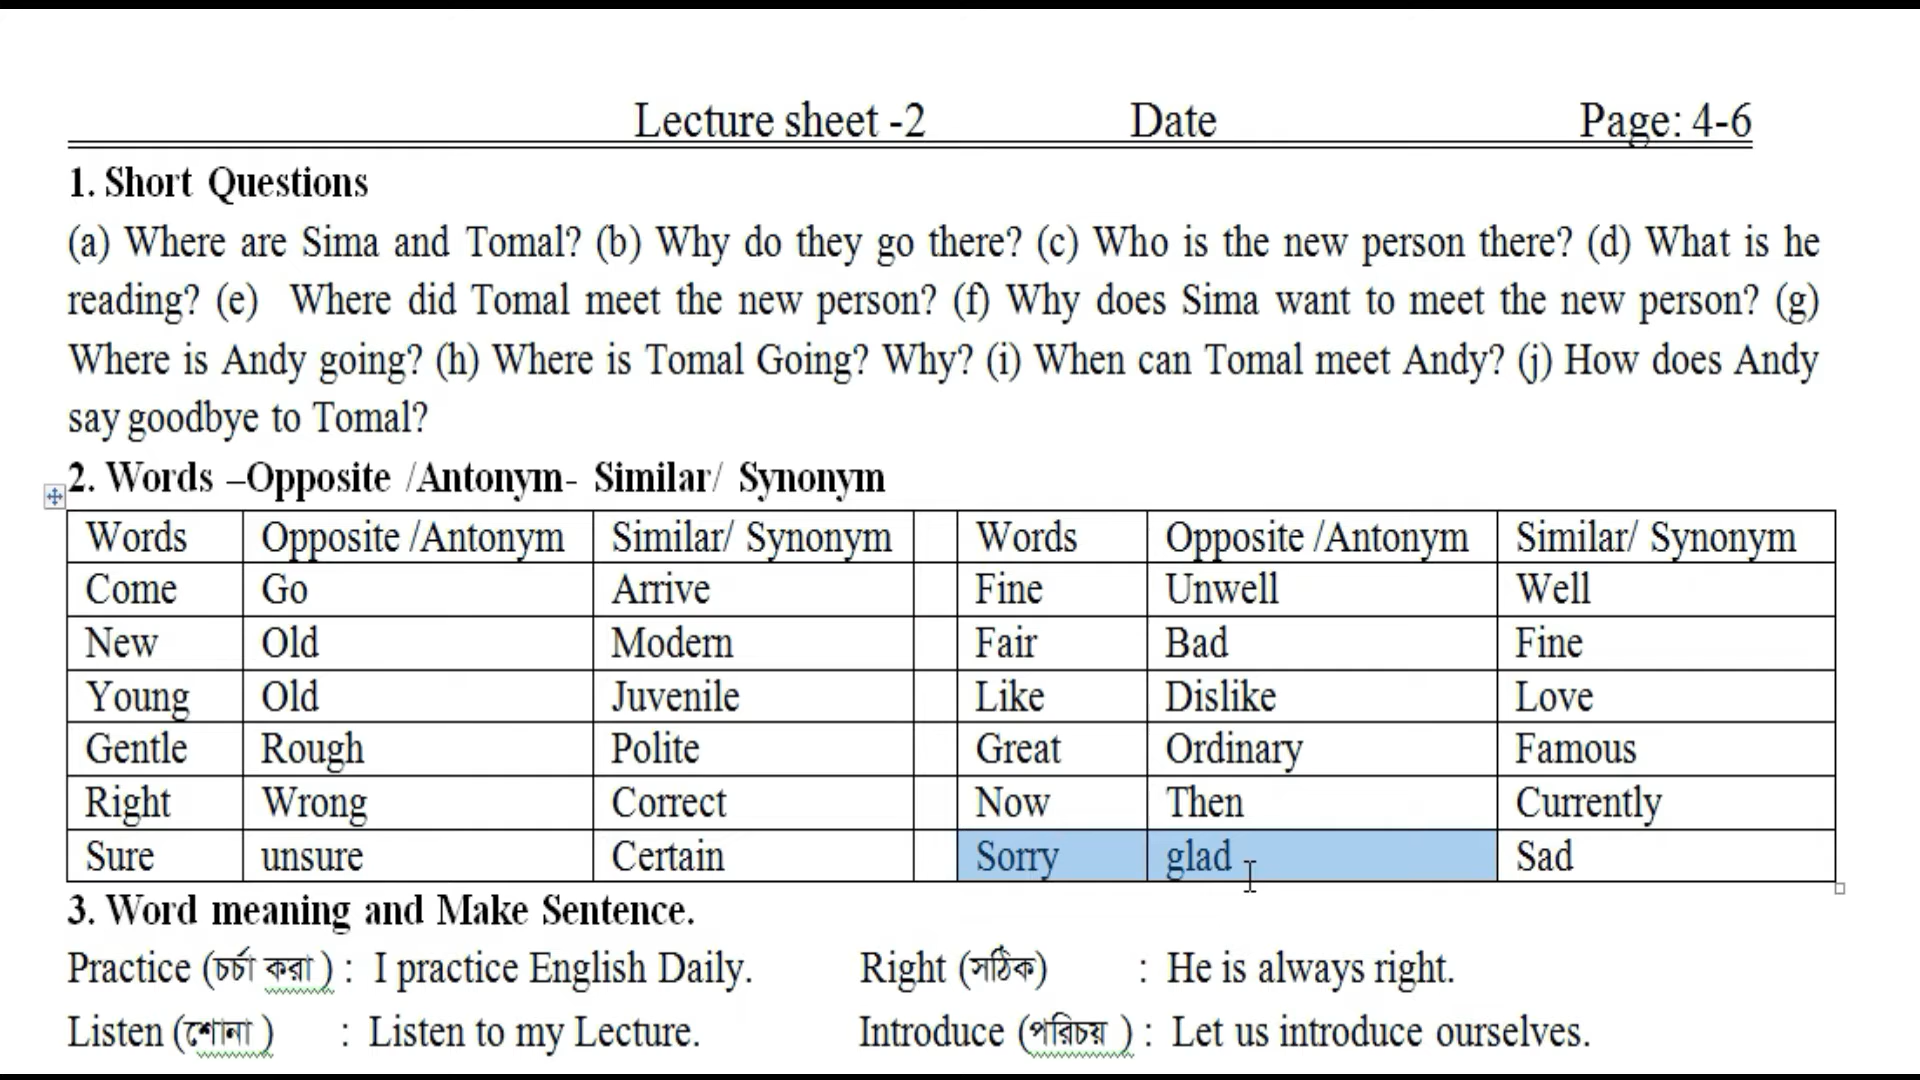 Lecture sheet -2 Date Page: 4-6
1. Short Questions
(a) Where are Sima and Tomal? (b) Why do they go there? (c) Who is the new person there? (d) What is he
reading? (e) Where did Tomal meet the new person? (f) Why does Sima want to meet the new person? (g)
Where is Andy going? (h) Where is Tomal Going? Why? (i) When can Tomal meet Andy? (j) How does Andy
say goodbye to Tomal?
2. Words –Opposite /Antonym- Similar/ Synonym
Words Opposite /Antonym Similar/ Synonym Words Opposite /Antonym Similar/ Synonym
Come Go Arrive Fine Unwell Well
New Old Modern Fair Bad Fine
Young Old Juvenile Like Dislike Love
Gentle Rough Polite Great Ordinary Famous
Right Wrong Correct Now Then Currently
Sure unsure Certain Sorry glad Sad
3. Word meaning and Make Sentence.
Practice (চর্চা করা ) : I practice English Daily. Right (সঠিক) : He is always right.
Listen (শোনা ) : Listen to my Lecture. Introduce (পরিচয় ) : Let us introduce ourselves.